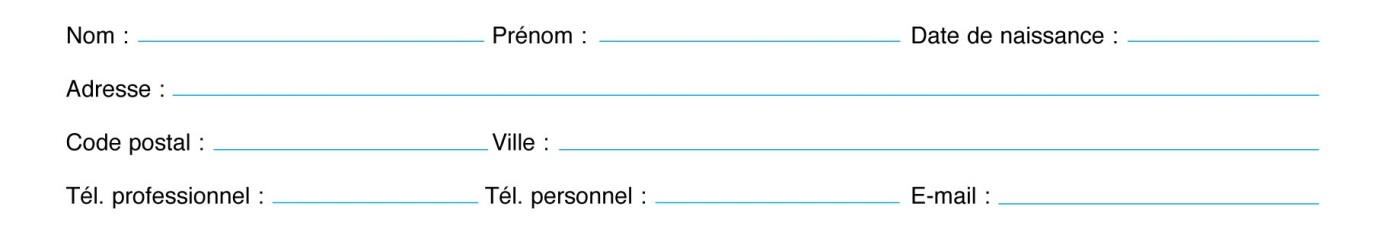 Nom : Prénom : Date de naissance :
Adresse :
Code postal : Ville :
Tél. professionnel : Tél. personnel : E-mail :